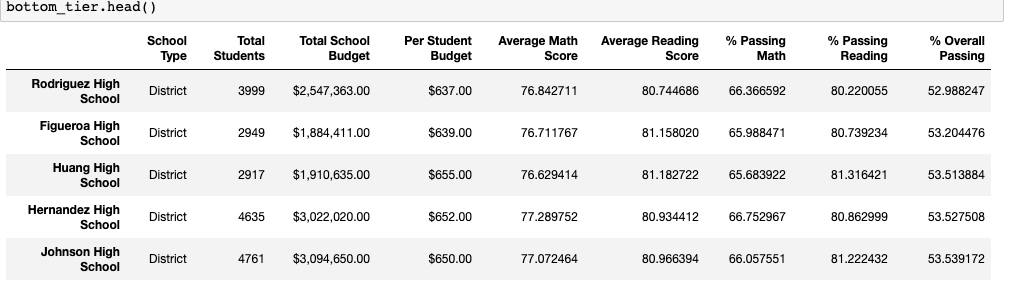 bottom_tier.head()
School Type Total Students Total School Budget Per Student Budget Average Math Score Average Reading Score % Passing Math % Passing Reading % Overall Passing
Rodriguez High School District 3999 $2,547,363.00 $637.00 76.842711 80.744686 66.366592 80.220055 52.988247
Figueroa High School District 2949 $1,884,411.00 $639.00 76.711767 81.158020 65.988471 80.739234 53.204476
Huang High School District 2917 $1,910,635.00 $655.00 76.629414 81.182722 65.683922 81.316421 53.513884
Hernandez High School District 4635 $3,022,020.00 $652.00 77.289752 80.934412 66.752967 80.862999 53.527508
Johnson High School District 4761 $3,094,650.00 $650.00 77.072464 80.966394 66.057551 81.222432 53.539172